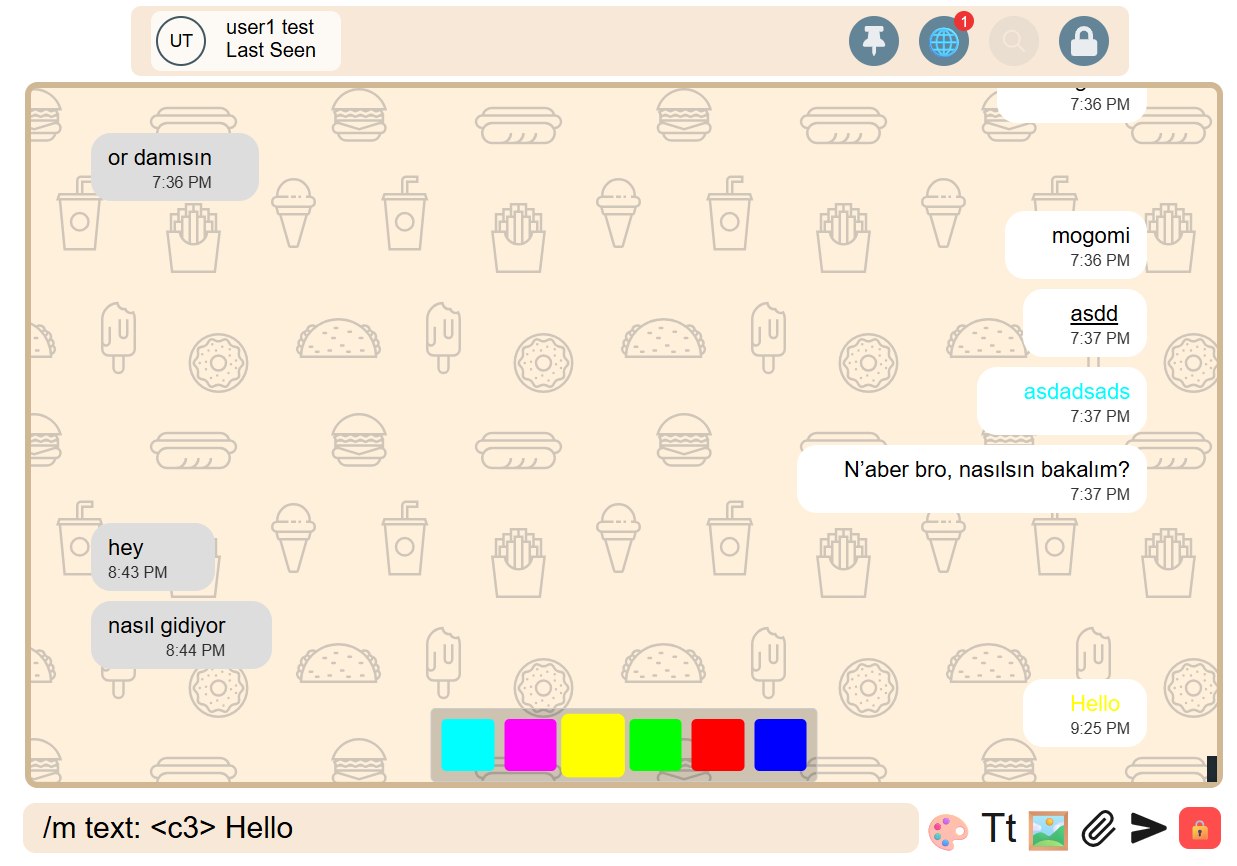 UT
user1 test
Last Seen
1
7:36 PM
or damısın
7:36 PM
mogomi
7:36 PM
asdd
7:37 PM
asdadsads
7:37 PM
N’aber bro, nasılsın bakalım?
7:37 PM
hey
8:43 PM
nasıl gidiyor
8:44 PM
Hello
9:25 PM
/m text: <c3> Hello
Tt